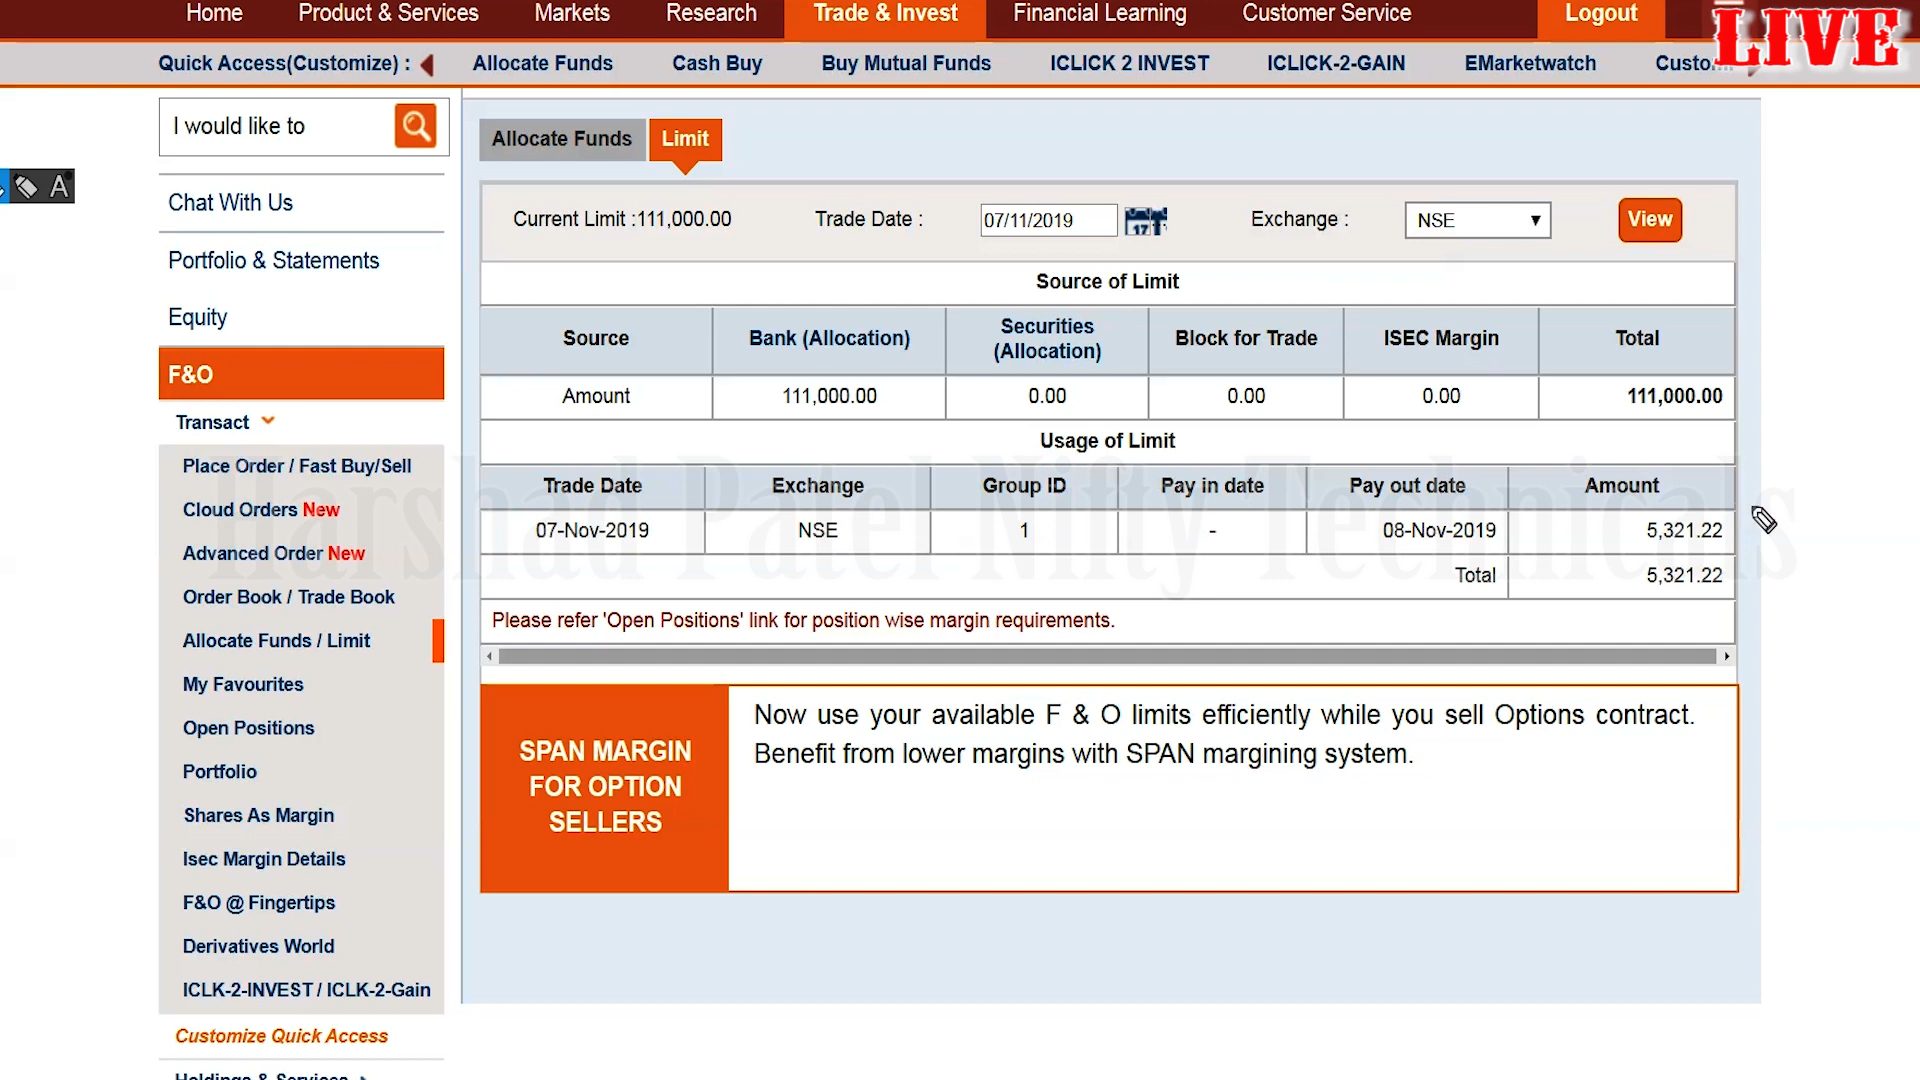 Home Product & Services Markets Research Trade & Invest Financial Learning Customer Service Logout
LIVE
Quick Access(Customize) : Allocate Funds Cash Buy Buy Mutual Funds ICLICK 2 INVEST ICLICK-2-GAIN EMarketwatch
I would like to
A
Chat With Us
Portfolio & Statements
Equity
F&O
Transact
Place Order / Fast Buy/Sell
Cloud Orders New
Advanced Order New
Order Book / Trade Book
Allocate Funds / Limit
My Favourites
Open Positions
Portfolio
Shares As Margin
Isec Margin Details
F&O @ Fingertips
Derivatives World
ICLK-2-INVEST / ICLK-2-Gain
Customize Quick Access
Holdings & Services
Allocate Funds Limit
Current Limit :111,000.00 Trade Date : 07/11/2019 17 Exchange : NSE View
Source of Limit
Source Bank (Allocation) Securities (Allocation) Block for Trade ISEC Margin Total
Amount 111,000.00 0.00 0.00 0.00 111,000.00
Usage of Limit
Trade Date Exchange Group ID Pay in date Pay out date Amount
07-Nov-2019 NSE 1 - 08-Nov-2019 5,321.22
Total 5,321.22
Harshad Patel Nifty Technicals
Please refer 'Open Positions' link for position wise margin requirements.
SPAN MARGIN
FOR OPTION
SELLERS
Now use your available F & O limits efficiently while you sell Options contract.
Benefit from lower margins with SPAN margining system.